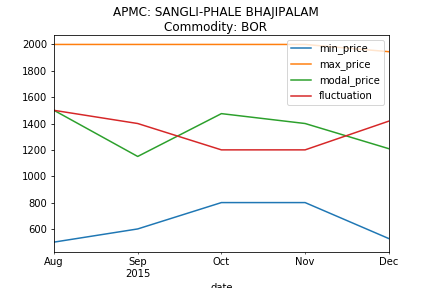 APMC: SANGLI-PHALE BHAJIPALAM
Commodity: BOR
2000
1800
1600
1400
1200
1000
800
600
min_price
max_price
modal_price
fluctuation
Aug Sep Oct Nov Dec
2015
date